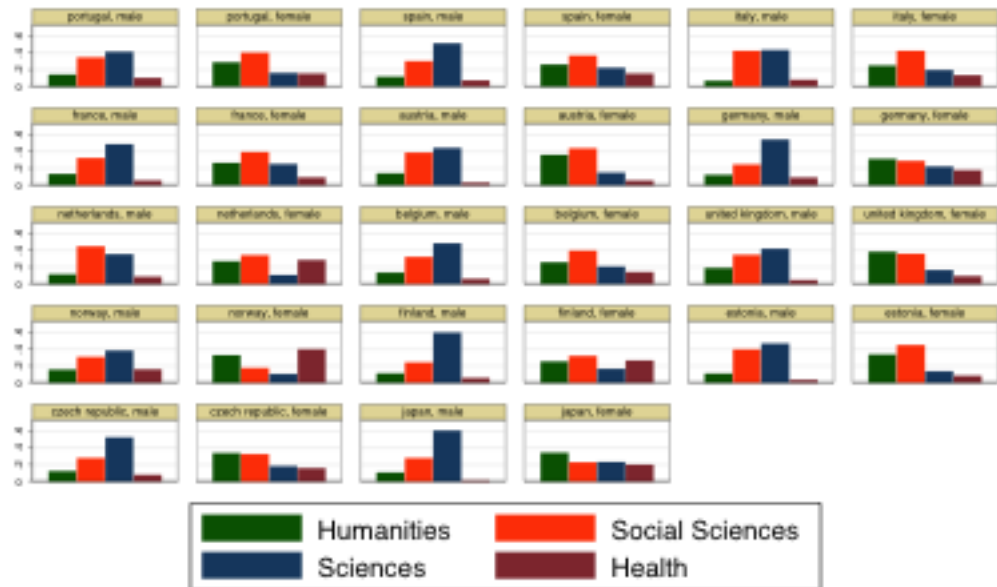 portugal, male portugal, female spain, male spain, female italy, male italy, female
france, male france, female austria, male austria, female germany, male germany, female
netherlands, male netherlands, female belgium, male belgium, female united kingdom, male united kingdom, female
norway, male norway, female finland, male finland, female estonia, male estonia, female
czech republic, male czech republic, female japan, male japan, female
Humanities Social Sciences
Sciences Health